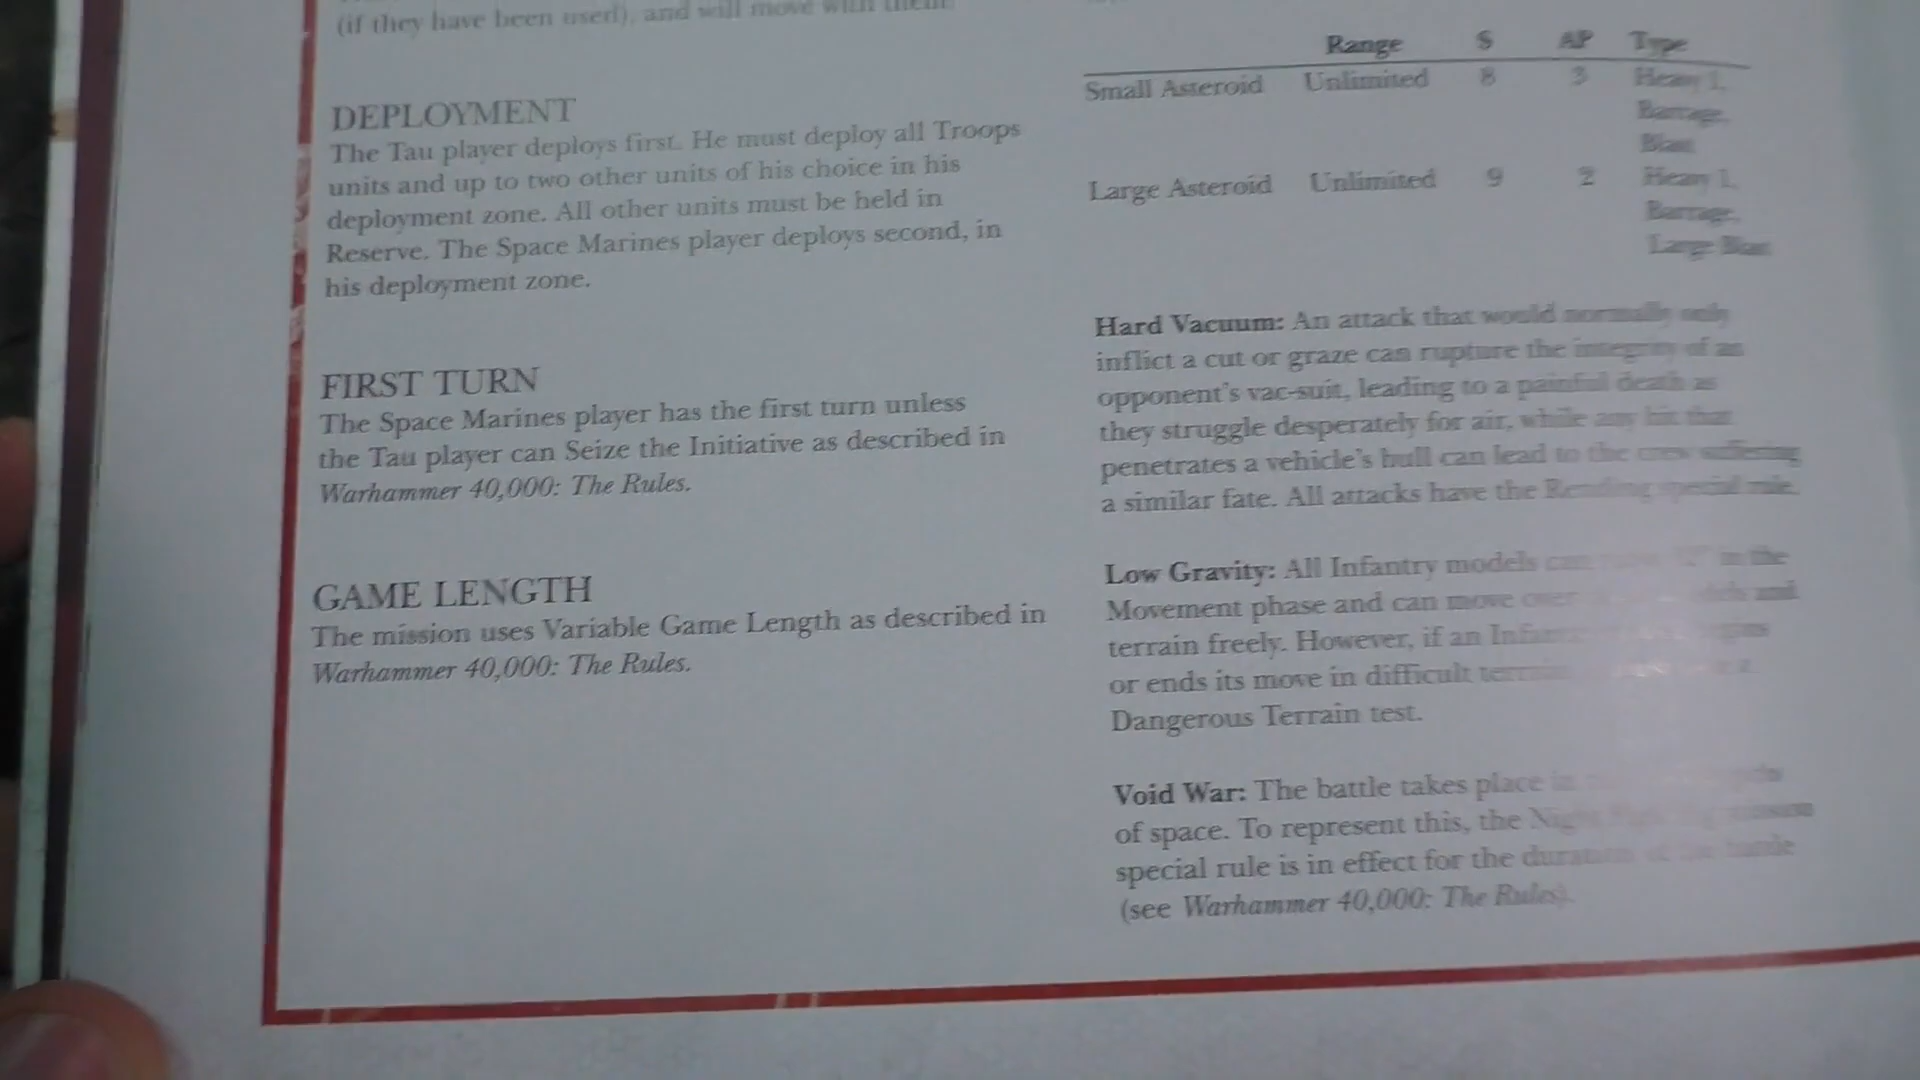 (if they have been used), and will move with them.
DEPLOYMENT
The Tau player deploys first. He must deploy all Troops
units and up to two other units of his choice in his
deployment zone. All other units must be held in
Reserve. The Space Marines player deploys second, in
his deployment zone.
FIRST TURN
The Space Marines player has the first turn unless
the Tau player can Seize the Initiative as described in
Warhammer 40,000: The Rules.
GAME LENGTH
The mission uses Variable Game Length as described in
Warhammer 40,000: The Rules.
Range S AP Type
Small Asteroid Unlimited 8 3 Heavy 1,
Barrage,
Blast
Large Asteroid Unlimited 9 2 Heavy 1,
Barrage,
Large Blast
Hard Vacuum: An attack that would normally only
inflict a cut or graze can rupture the integrity of an
opponent's vac-suit, leading to a painful death as
they struggle desperately for air, while any hit that
penetrates a vehicle's hull can lead to the crew suffering
a similar fate. All attacks have the Rending special rule.
Low Gravity: All Infantry models can in the
Movement phase and can move over and
terrain freely. However, if an
or ends its move in difficult terrain
Dangerous Terrain test.
Void War: The battle takes place in
of space. To represent this, the
special rule is in effect for the duration of
(see Warhammer 40,000: The Rules).